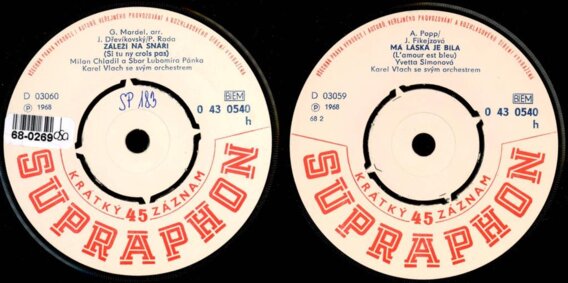 G. Mardel, arr.
J. Dřevikovský/P. Rada
ZÁLEŽÍ NA SNAŘI
(Si tu ny crois pas)
Milan Chladil a Sbor Lubomíra Pánka
Karel Vlach se svým orchestrem
D 03060
Ⓟ 1968
BIEM
0 43 0540
h
SP 183
68-0269
KRÁTKÝ 45 ZÁZNAM
SUPRAPHON
A. Popp/
J. Fikejzová
MÁ LÁSKA JE BÍLÁ
(L'amour est bleu)
Yvetta Simonová
Karel Vlach se svým orchestrem
D 03059
Ⓟ 1968
68 2
BIEM
0 43 0540
h
KRÁTKÝ 45 ZÁZNAM
SUPRAPHON